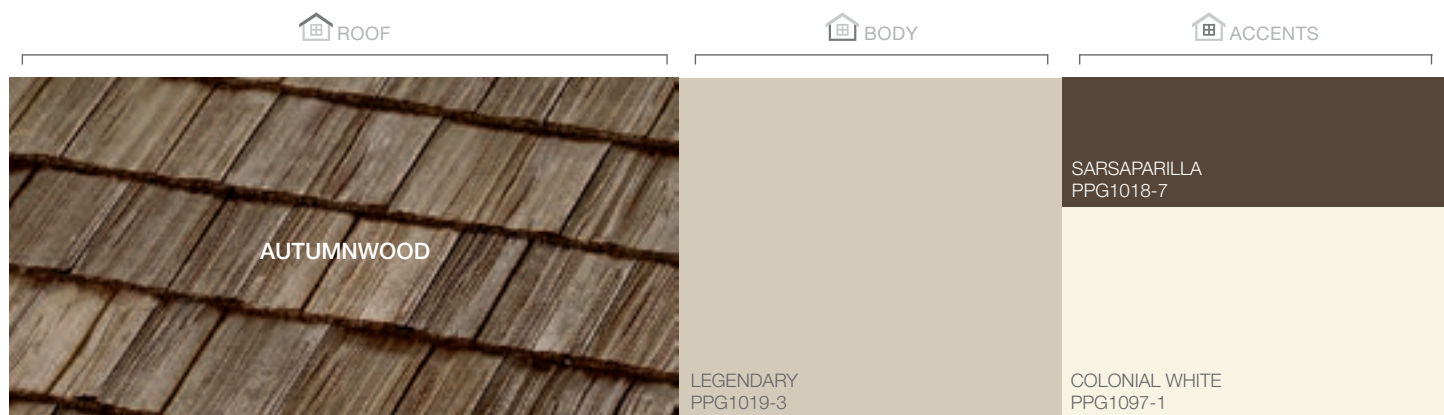 ROOF
BODY
ACCENTS
AUTUMNWOOD
LEGENDARY
PPG1019-3
SARSAPARILLA
PPG1018-7
COLONIAL WHITE
PPG1097-1